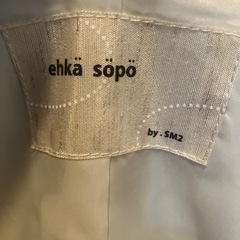 ehkä söpö
by . SM2